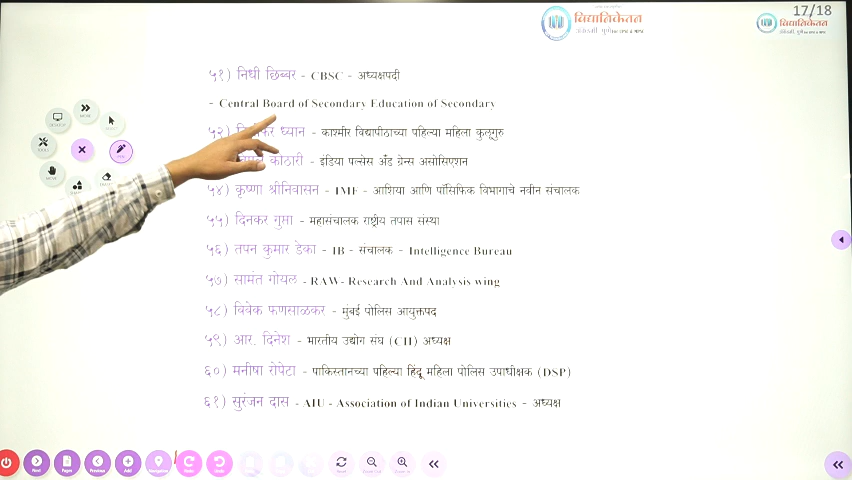 17/18
विद्यानिकेतन
विद्यानिकेतन
५१) निधी छिब्बर - CBSC - अध्यक्षपदी
- Central Board of Secondary Education of Secondary
ध्यान - काश्मीर विद्यापीठाच्या पहिल्या महिला कुलगुरु
कोठारी - इंडिया पल्सेस अँड ग्रेन्स असोसिएशन
५४) कृष्णा श्रीनिवासन - IMF - आशिया आणि पॉसिफिक विभागाचे नवीन संचालक
५५) दिनकर गुप्ता - महासंचालक राष्ट्रीय तपास संस्था
५६) तपन कुमार डेका - IB - संचालक - Intelligence Bureau
५७) सामंत गोयल - RAW- Research And Analysis wing
५८) विवेक फणसाळकर - मुंबई पोलिस आयुक्तपद
५९) आर. दिनेश - भारतीय उद्योग संघ (CII) अध्यक्ष
६०) मनीषा रोपेटा - पाकिस्तानच्या पहिल्या हिंदू महिला पोलिस उपाधीक्षक (DSP)
६१) सुरंजन दास - AIU - Association of Indian Universities - अध्यक्ष
Next
Pages
Previous
Add